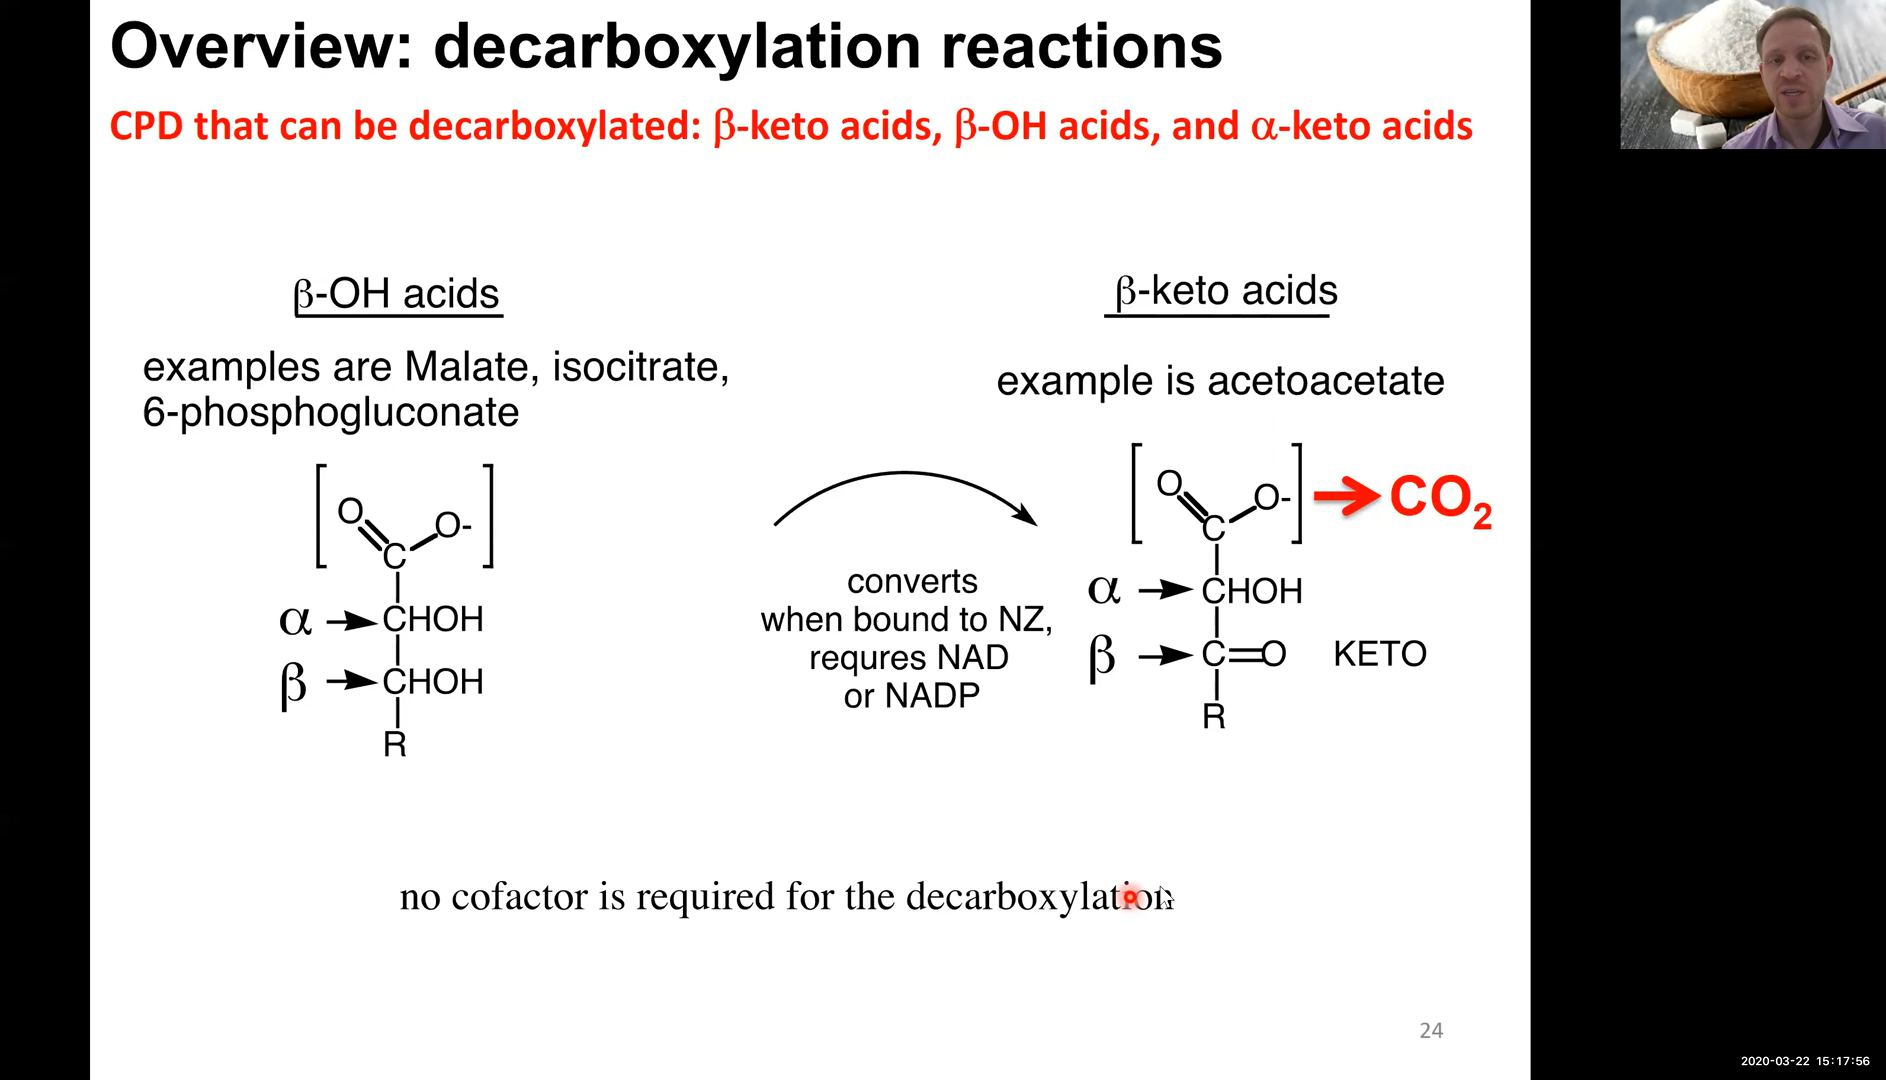 Overview: decarboxylation reactions
CPD that can be decarboxylated: β-keto acids, β-OH acids, and α-keto acids
β-OH acids
examples are Malate, isocitrate,
6-phosphogluconate
O
O-
C
α CHOH
β CHOH
R
converts
when bound to NZ,
requres NAD
or NADP
β-keto acids
example is acetoacetate
O
O-
CO2
C
α CHOH
β C=O KETO
R
no cofactor is required for the decarboxylation
24
2020-03-22 15:17:56